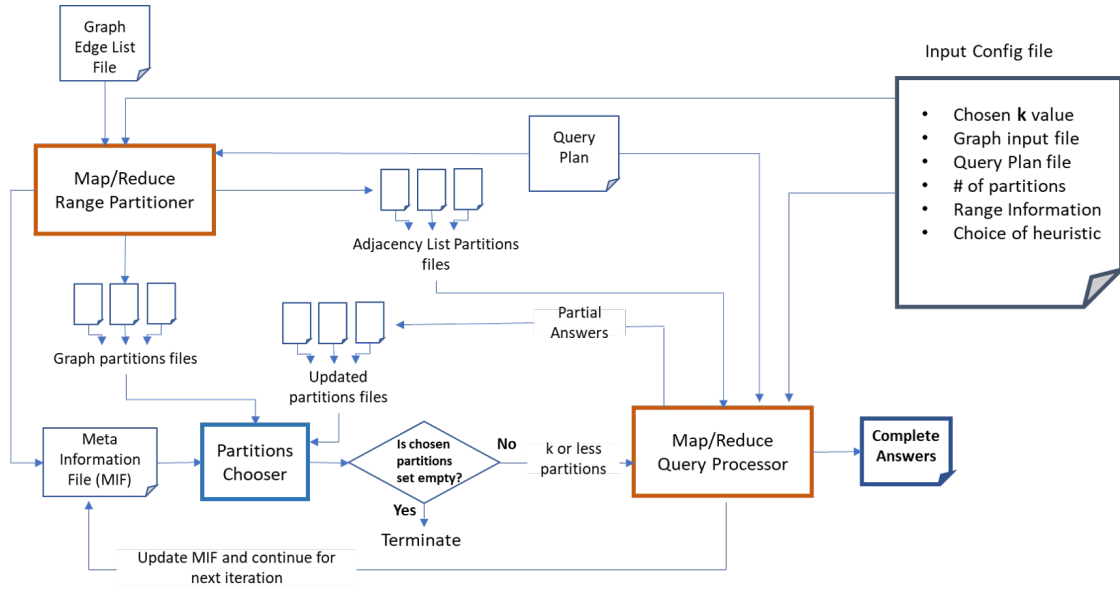 Graph
Edge List
File
Input Config file
• Chosen k value
• Graph input file
• Query Plan file
• # of partitions
• Range Information
• Choice of heuristic
Query
Plan
Map/Reduce
Range Partitioner
Adjacency List Partitions
files
Partial
Answers
Graph partitions files
Updated
partitions files
Meta
Information
File (MIF)
Partitions
Chooser
Is chosen
partitions
set empty?
No
k or less
partitions
Map/Reduce
Query Processor
Complete
Answers
Yes
Terminate
Update MIF and continue for
next iteration